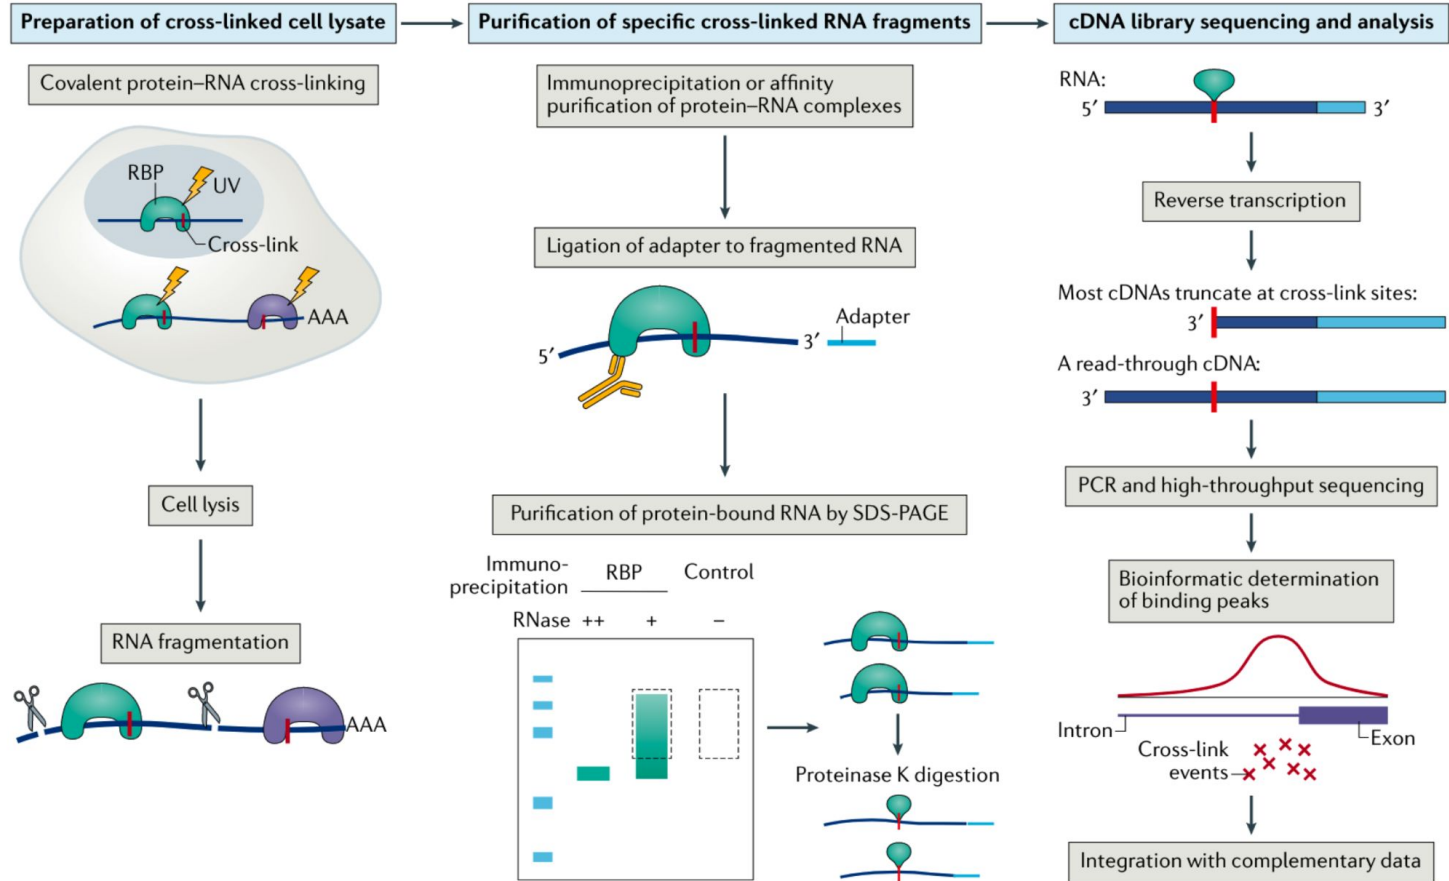 Preparation of cross-linked cell lysate
Purification of specific cross-linked RNA fragments
cDNA library sequencing and analysis
Covalent protein–RNA cross-linking
RBP
UV
Cross-link
AAA
Cell lysis
RNA fragmentation
AAA
Immunoprecipitation or affinity
purification of protein–RNA complexes
Ligation of adapter to fragmented RNA
5′
3′
Adapter
Purification of protein-bound RNA by SDS-PAGE
Immuno-
precipitation
RBP
Control
RNase ++ + −
Proteinase K digestion
RNA:
5′
3′
Reverse transcription
Most cDNAs truncate at cross-link sites:
3′
A read-through cDNA:
3′
PCR and high-throughput sequencing
Bioinformatic determination
of binding peaks
Intron
Exon
Cross-link
events
Integration with complementary data